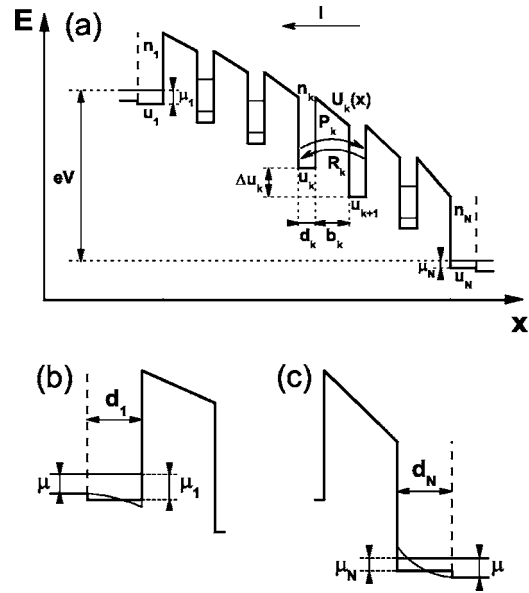 E
(a)
I
n₁
μ₁
u₁
eV
n_k
U_k(x)
P_k
R_k
u_k
Δu_k
u_{k+1}
d_k
b_k
n_N
μ_N
u_N
x
(b)
(c)
d₁
μ
μ₁
d_N
μ_N
μ